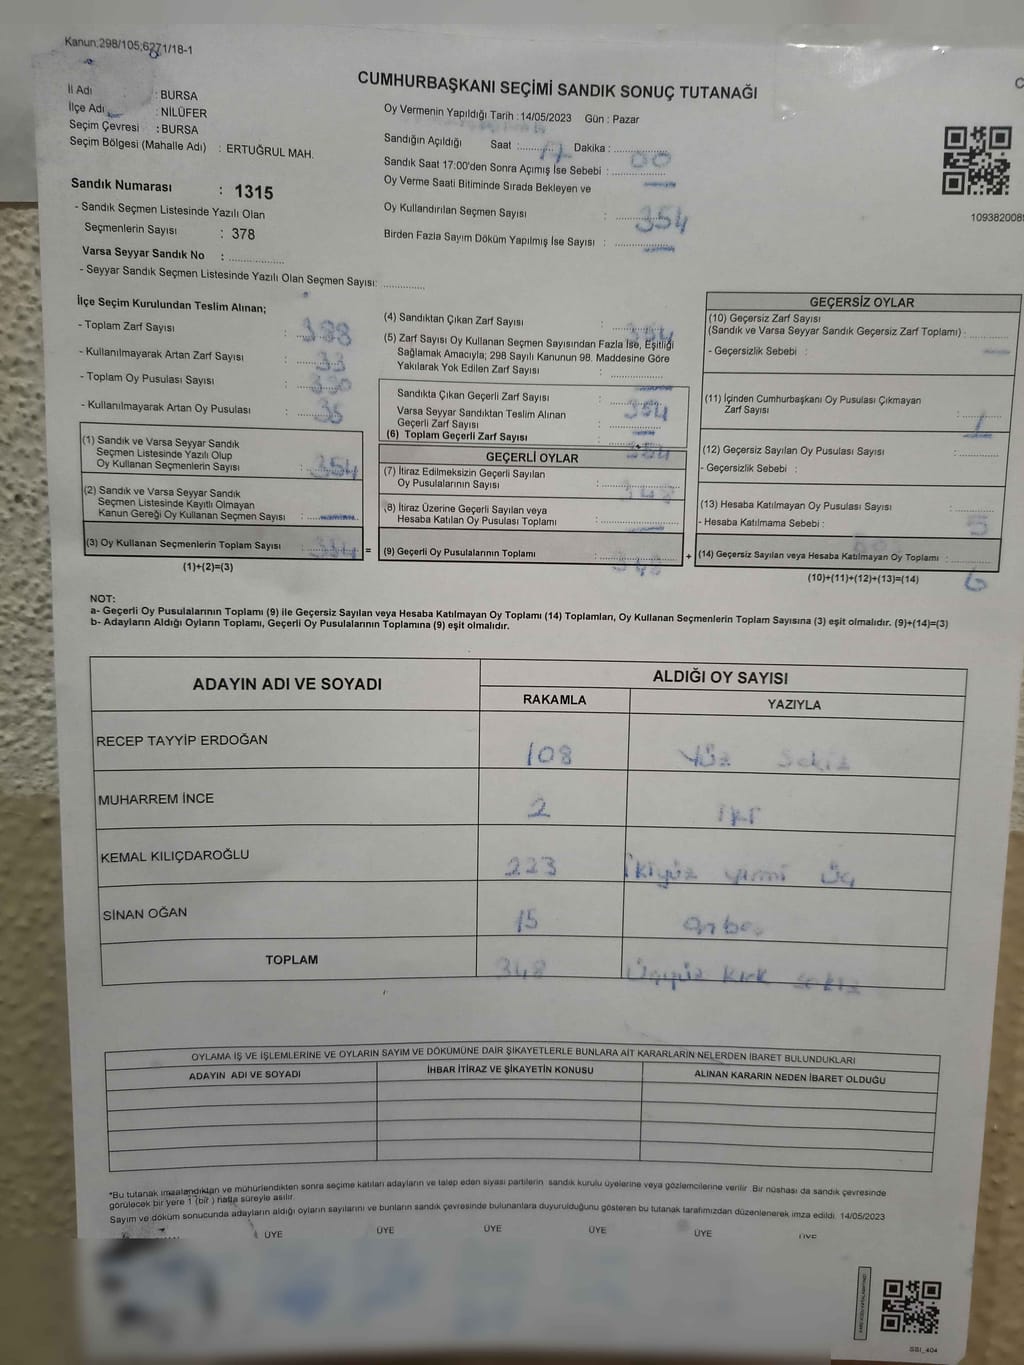 Kanun,298/105;6271/18-1
CUMHURBAŞKANI SEÇİMİ SANDIK SONUÇ TUTANAĞI
İl Adı : BURSA
İlçe Adı : NİLÜFER
Seçim Çevresi : BURSA
Seçim Bölgesi (Mahalle Adı) : ERTUĞRUL MAH.
Oy Vermenin Yapıldığı Tarih : 14/05/2023 Gün : Pazar
Sandığın Açıldığı Saat : 17 Dakika : 00
Sandık Saat 17:00'den Sonra Açımış İse Sebebi :
Oy Verme Saati Bitiminde Sırada Bekleyen ve
Oy Kullandırılan Seçmen Sayısı : 354
Birden Fazla Sayım Döküm Yapılmış İse Sayısı :
109382008
Sandık Numarası : 1315
- Sandık Seçmen Listesinde Yazılı Olan
Seçmenlerin Sayısı : 378
Varsa Seyyar Sandık No :
- Seyyar Sandık Seçmen Listesinde Yazılı Olan Seçmen Sayısı:
İlçe Seçim Kurulundan Teslim Alınan;
- Toplam Zarf Sayısı : 388
- Kullanılmayarak Artan Zarf Sayısı : 33
- Toplam Oy Pusulası Sayısı :
- Kullanılmayarak Artan Oy Pusulası : 35
(1) Sandık ve Varsa Seyyar Sandık
Seçmen Listesinde Yazılı Olup
Oy Kullanan Seçmenlerin Sayısı : 354
(2) Sandık ve Varsa Seyyar Sandık
Seçmen Listesinde Kayıtlı Olmayan
Kanun Gereği Oy Kullanan Seçmen Sayısı :
(3) Oy Kullanan Seçmenlerin Toplam Sayısı : 354 =
(1)+(2)=(3)
(4) Sandıktan Çıkan Zarf Sayısı : 354
(5) Zarf Sayısı Oy Kullanan Seçmen Sayısından Fazla İse, Eşitliği
Sağlamak Amacıyla; 298 Sayılı Kanunun 98. Maddesine Göre
Yakılarak Yok Edilen Zarf Sayısı :
Sandıkta Çıkan Geçerli Zarf Sayısı : 354
Varsa Seyyar Sandıktan Teslim Alınan
Geçerli Zarf Sayısı :
(6) Toplam Geçerli Zarf Sayısı : 354
GEÇERLİ OYLAR
(7) İtiraz Edilmeksizin Geçerli Sayılan
Oy Pusulalarının Sayısı : 348
(8) İtiraz Üzerine Geçerli Sayılan veya
Hesaba Katılan Oy Pusulası Toplamı :
(9) Geçerli Oy Pusulalarının Toplamı : 348 +
GEÇERSİZ OYLAR
(10) Geçersiz Zarf Sayısı
(Sandık ve Varsa Seyyar Sandık Geçersiz Zarf Toplamı) :
- Geçersizlik Sebebi :
(11) İçinden Cumhurbaşkanı Oy Pusulası Çıkmayan
Zarf Sayısı : 1
(12) Geçersiz Sayılan Oy Pusulası Sayısı :
- Geçersizlik Sebebi :
(13) Hesaba Katılmayan Oy Pusulası Sayısı : 5
- Hesaba Katılmama Sebebi :
(14) Geçersiz Sayılan veya Hesaba Katılmayan Oy Toplamı : 6
(10)+(11)+(12)+(13)=(14)
NOT:
a- Geçerli Oy Pusulalarının Toplamı (9) ile Geçersiz Sayılan veya Hesaba Katılmayan Oy Toplamı (14) Toplamları, Oy Kullanan Seçmenlerin Toplam Sayısına (3) eşit olmalıdır. (9)+(14)=(3)
b- Adayların Aldığı Oyların Toplamı, Geçerli Oy Pusulalarının Toplamına (9) eşit olmalıdır.
ADAYIN ADI VE SOYADI ALDIĞI OY SAYISI
RAKAMLA YAZIYLA
RECEP TAYYİP ERDOĞAN 108 Yüz Sekiz
MUHARREM İNCE 2 iki
KEMAL KILIÇDAROĞLU 223 İkiyüz yirmi üç
SİNAN OĞAN 15 onbeş
TOPLAM 348 Üçyüz kırk sekiz
OYLAMA İŞ VE İŞLEMLERİNE VE OYLARIN SAYIM VE DÖKÜMÜNE DAİR ŞİKAYETLERLE BUNLARA AİT KARARLARIN NELERDEN İBARET BULUNDUKLARI
ADAYIN ADI VE SOYADI İHBAR İTİRAZ VE ŞİKAYETİN KONUSU ALINAN KARARIN NEDEN İBARET OLDUĞU
*Bu tutanak imzalandıktan ve mühürlendikten sonra seçime katılan adayların ve talep eden siyasi partilerin sandık kurulu üyelerine veya gözlemcilerine verilir. Bir nüshası da sandık çevresinde
görülecek bir yere 1 (bir) hafta süreyle asılır.
Sayım ve döküm sonucunda adayların aldığı oyların sayılarını ve bunların sandık çevresinde bulunanlara duyurulduğunu gösteren bu tutanak tarafımızdan düzenlenerek imza edildi. 14/05/2023
ÜYE ÜYE ÜYE ÜYE ÜYE ÜYE
SSI_404